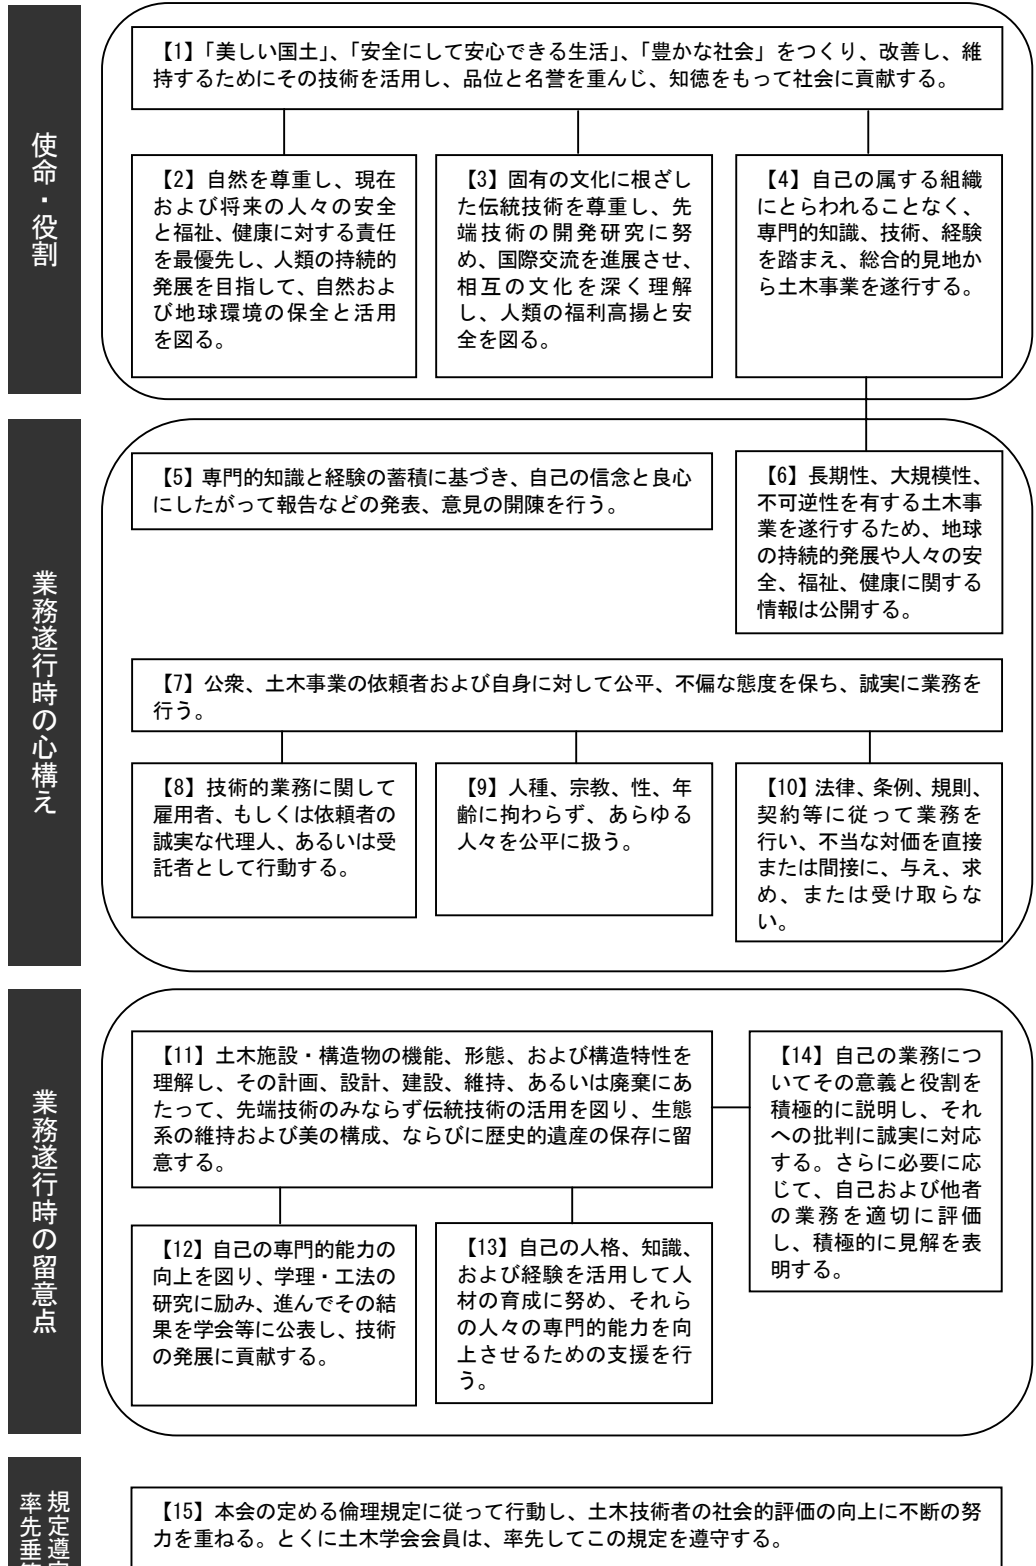 使命・役割
【1】「美しい国土」、「安全にして安心できる生活」、「豊かな社会」をつくり、改善し、維
持するためにその技術を活用し、品位と名誉を重んじ、知徳をもって社会に貢献する。
【2】自然を尊重し、現在
および将来の人々の安全
と福祉、健康に対する責任
を最優先し、人類の持続的
発展を目指して、自然およ
び地球環境の保全と活用
を図る。
【3】固有の文化に根ざし
た伝統技術を尊重し、先
端技術の開発研究に努
め、国際交流を進展させ、
相互の文化を深く理解
し、人類の福利高揚と安
全を図る。
【4】自己の属する組織
にとらわれることなく、
専門的知識、技術、経験
を踏まえ、総合的見地か
ら土木事業を遂行する。
業務遂行時の心構え
【5】専門的知識と経験の蓄積に基づき、自己の信念と良心
にしたがって報告などの発表、意見の開陳を行う。
【6】長期性、大規模性、
不可逆性を有する土木事
業を遂行するため、地球
の持続的発展や人々の安
全、福祉、健康に関する
情報は公開する。
【7】公衆、土木事業の依頼者および自身に対して公平、不偏な態度を保ち、誠実に業務を
行う。
【8】技術的業務に関して
雇用者、もしくは依頼者の
誠実な代理人、あるいは受
託者として行動する。
【9】人種、宗教、性、年
齢に拘わらず、あらゆる
人々を公平に扱う。
【10】法律、条例、規則、
契約等に従って業務を
行い、不当な対価を直接
または間接に、与え、求
め、または受け取らな
い。
業務遂行時の留意点
【11】土木施設・構造物の機能、形態、および構造特性を
理解し、その計画、設計、建設、維持、あるいは廃棄にあ
たって、先端技術のみならず伝統技術の活用を図り、生態
系の維持および美の構成、ならびに歴史的遺産の保存に留
意する。
【12】自己の専門的能力の
向上を図り、学理・工法の
研究に励み、進んでその結
果を学会等に公表し、技術
の発展に貢献する。
【13】自己の人格、知識、
および経験を活用して人
材の育成に努め、それら
の人々の専門的能力を向
上させるための支援を行
う。
【14】自己の業務につ
いてその意義と役割を
積極的に説明し、それ
への批判に誠実に対応
する。さらに必要に応
じて、自己および他者
の業務を適切に評価
し、積極的に見解を表
明する。
規定遵守
率先垂
【15】本会の定める倫理規定に従って行動し、土木技術者の社会的評価の向上に不断の努
力を重ねる。とくに土木学会会員は、率先してこの規定を遵守する。